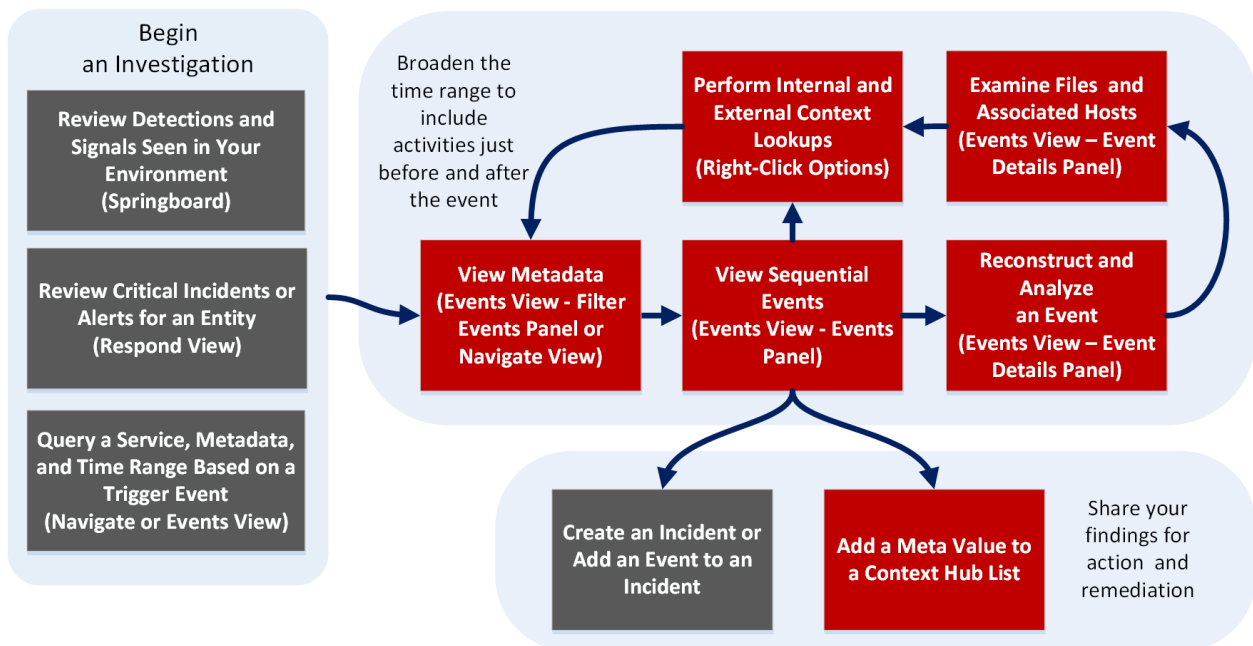 Begin
an Investigation
Review Detections and
Signals Seen in Your
Environment
(Springboard)
Review Critical Incidents or
Alerts for an Entity
(Respond View)
Query a Service, Metadata,
and Time Range Based on a
Trigger Event
(Navigate or Events View)
Broaden the
time range to
include
activities just
before and after
the event
Perform Internal and
External Context
Lookups
(Right-Click Options)
Examine Files and
Associated Hosts
(Events View – Event
Details Panel)
View Metadata
(Events View - Filter
Events Panel or
Navigate View)
View Sequential
Events
(Events View - Events
Panel)
Reconstruct and
Analyze
an Event
(Events View – Event
Details Panel)
Create an Incident or
Add an Event to an
Incident
Add a Meta Value to
a Context Hub List
Share your
findings for
action and
remediation